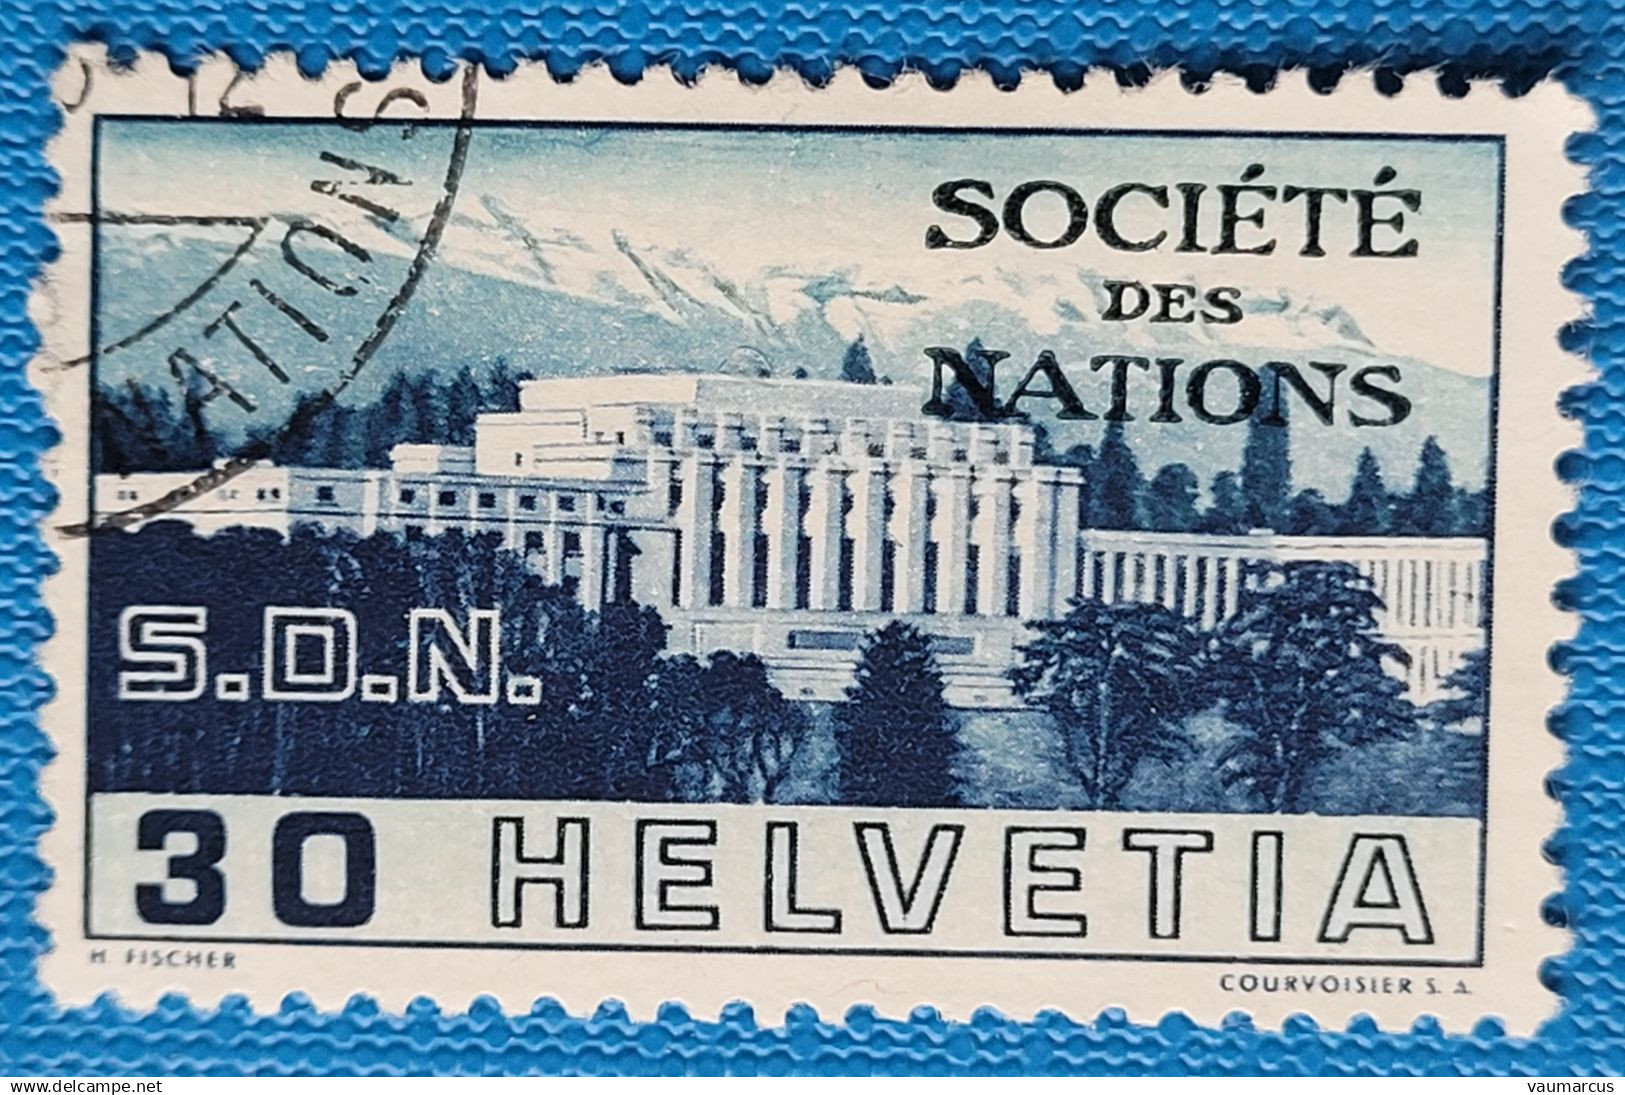 NATIONS
SOCIÉTÉ
DES
NATIONS
S.D.N.
30 HELVETIA
H. FISCHER
COURVOISIER S. A.
www.delcampe.net
vaumarcus